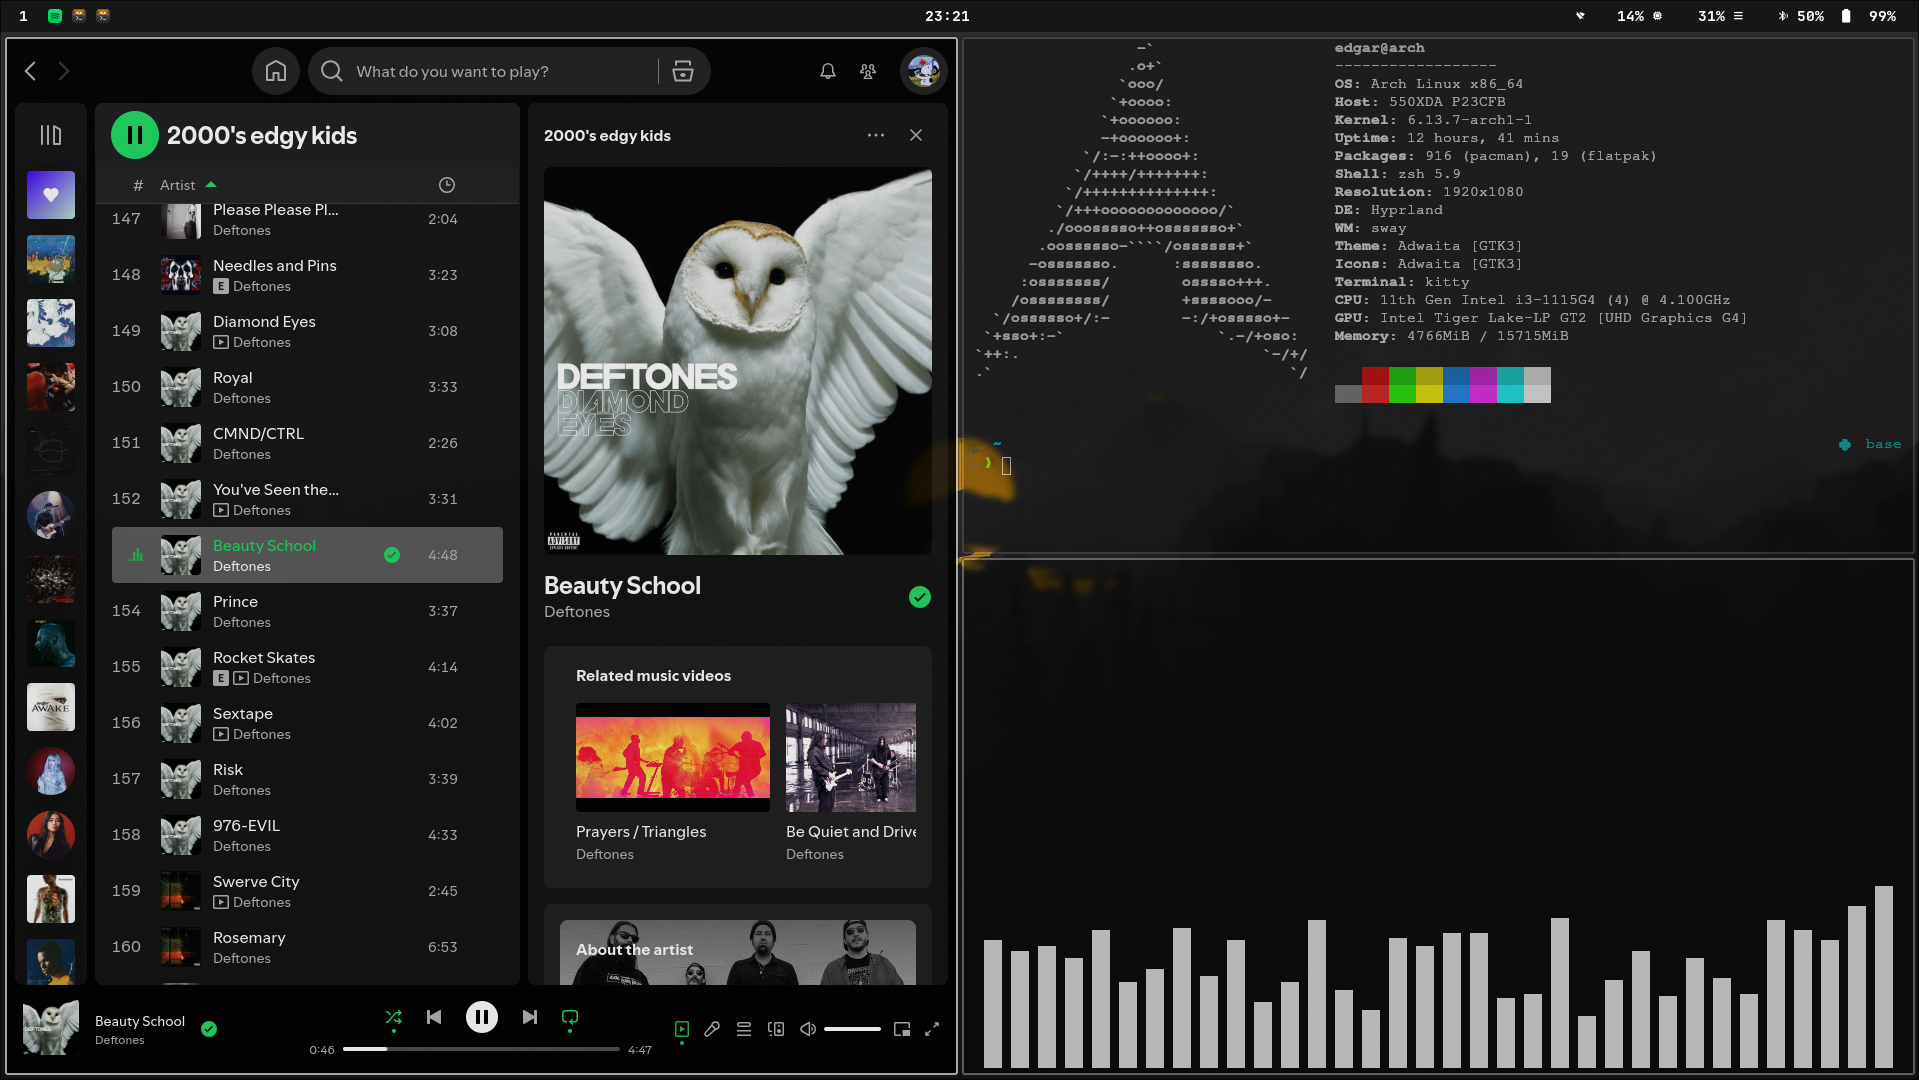 1
23:21
14%
31%
50%
99%
What do you want to play?
2000's edgy kids
# Artist
147 Please Please Pl... 2:04
Deftones
148 Needles and Pins 3:23
E Deftones
149 Diamond Eyes 3:08
Deftones
150 Royal 3:33
Deftones
151 CMND/CTRL 2:26
Deftones
152 You've Seen the... 3:31
Deftones
Beauty School 4:48
Deftones
154 Prince 3:37
Deftones
155 Rocket Skates 4:14
E Deftones
156 Sextape 4:02
Deftones
157 Risk 3:39
Deftones
158 976-EVIL 4:33
Deftones
159 Swerve City 2:45
Deftones
160 Rosemary 6:53
Deftones
AWAKE
2000's edgy kids
DEFTONES
DIAMOND
EYES
PARENTAL
ADVISORY
EXPLICIT CONTENT
Beauty School
Deftones
Related music videos
Prayers / Triangles
Deftones
Be Quiet and Drive
Deftones
About the artist
Beauty School
Deftones
0:46
4:47
edgar@arch
------------------
OS: Arch Linux x86_64
Host: 550XDA P23CFB
Kernel: 6.13.7-arch1-1
Uptime: 12 hours, 41 mins
Packages: 916 (pacman), 19 (flatpak)
Shell: zsh 5.9
Resolution: 1920x1080
DE: Hyprland
WM: sway
Theme: Adwaita [GTK3]
Icons: Adwaita [GTK3]
Terminal: kitty
CPU: 11th Gen Intel i3-1115G4 (4) @ 4.100GHz
GPU: Intel Tiger Lake-LP GT2 [UHD Graphics G4]
Memory: 4766MiB / 15715MiB
~
base
❯